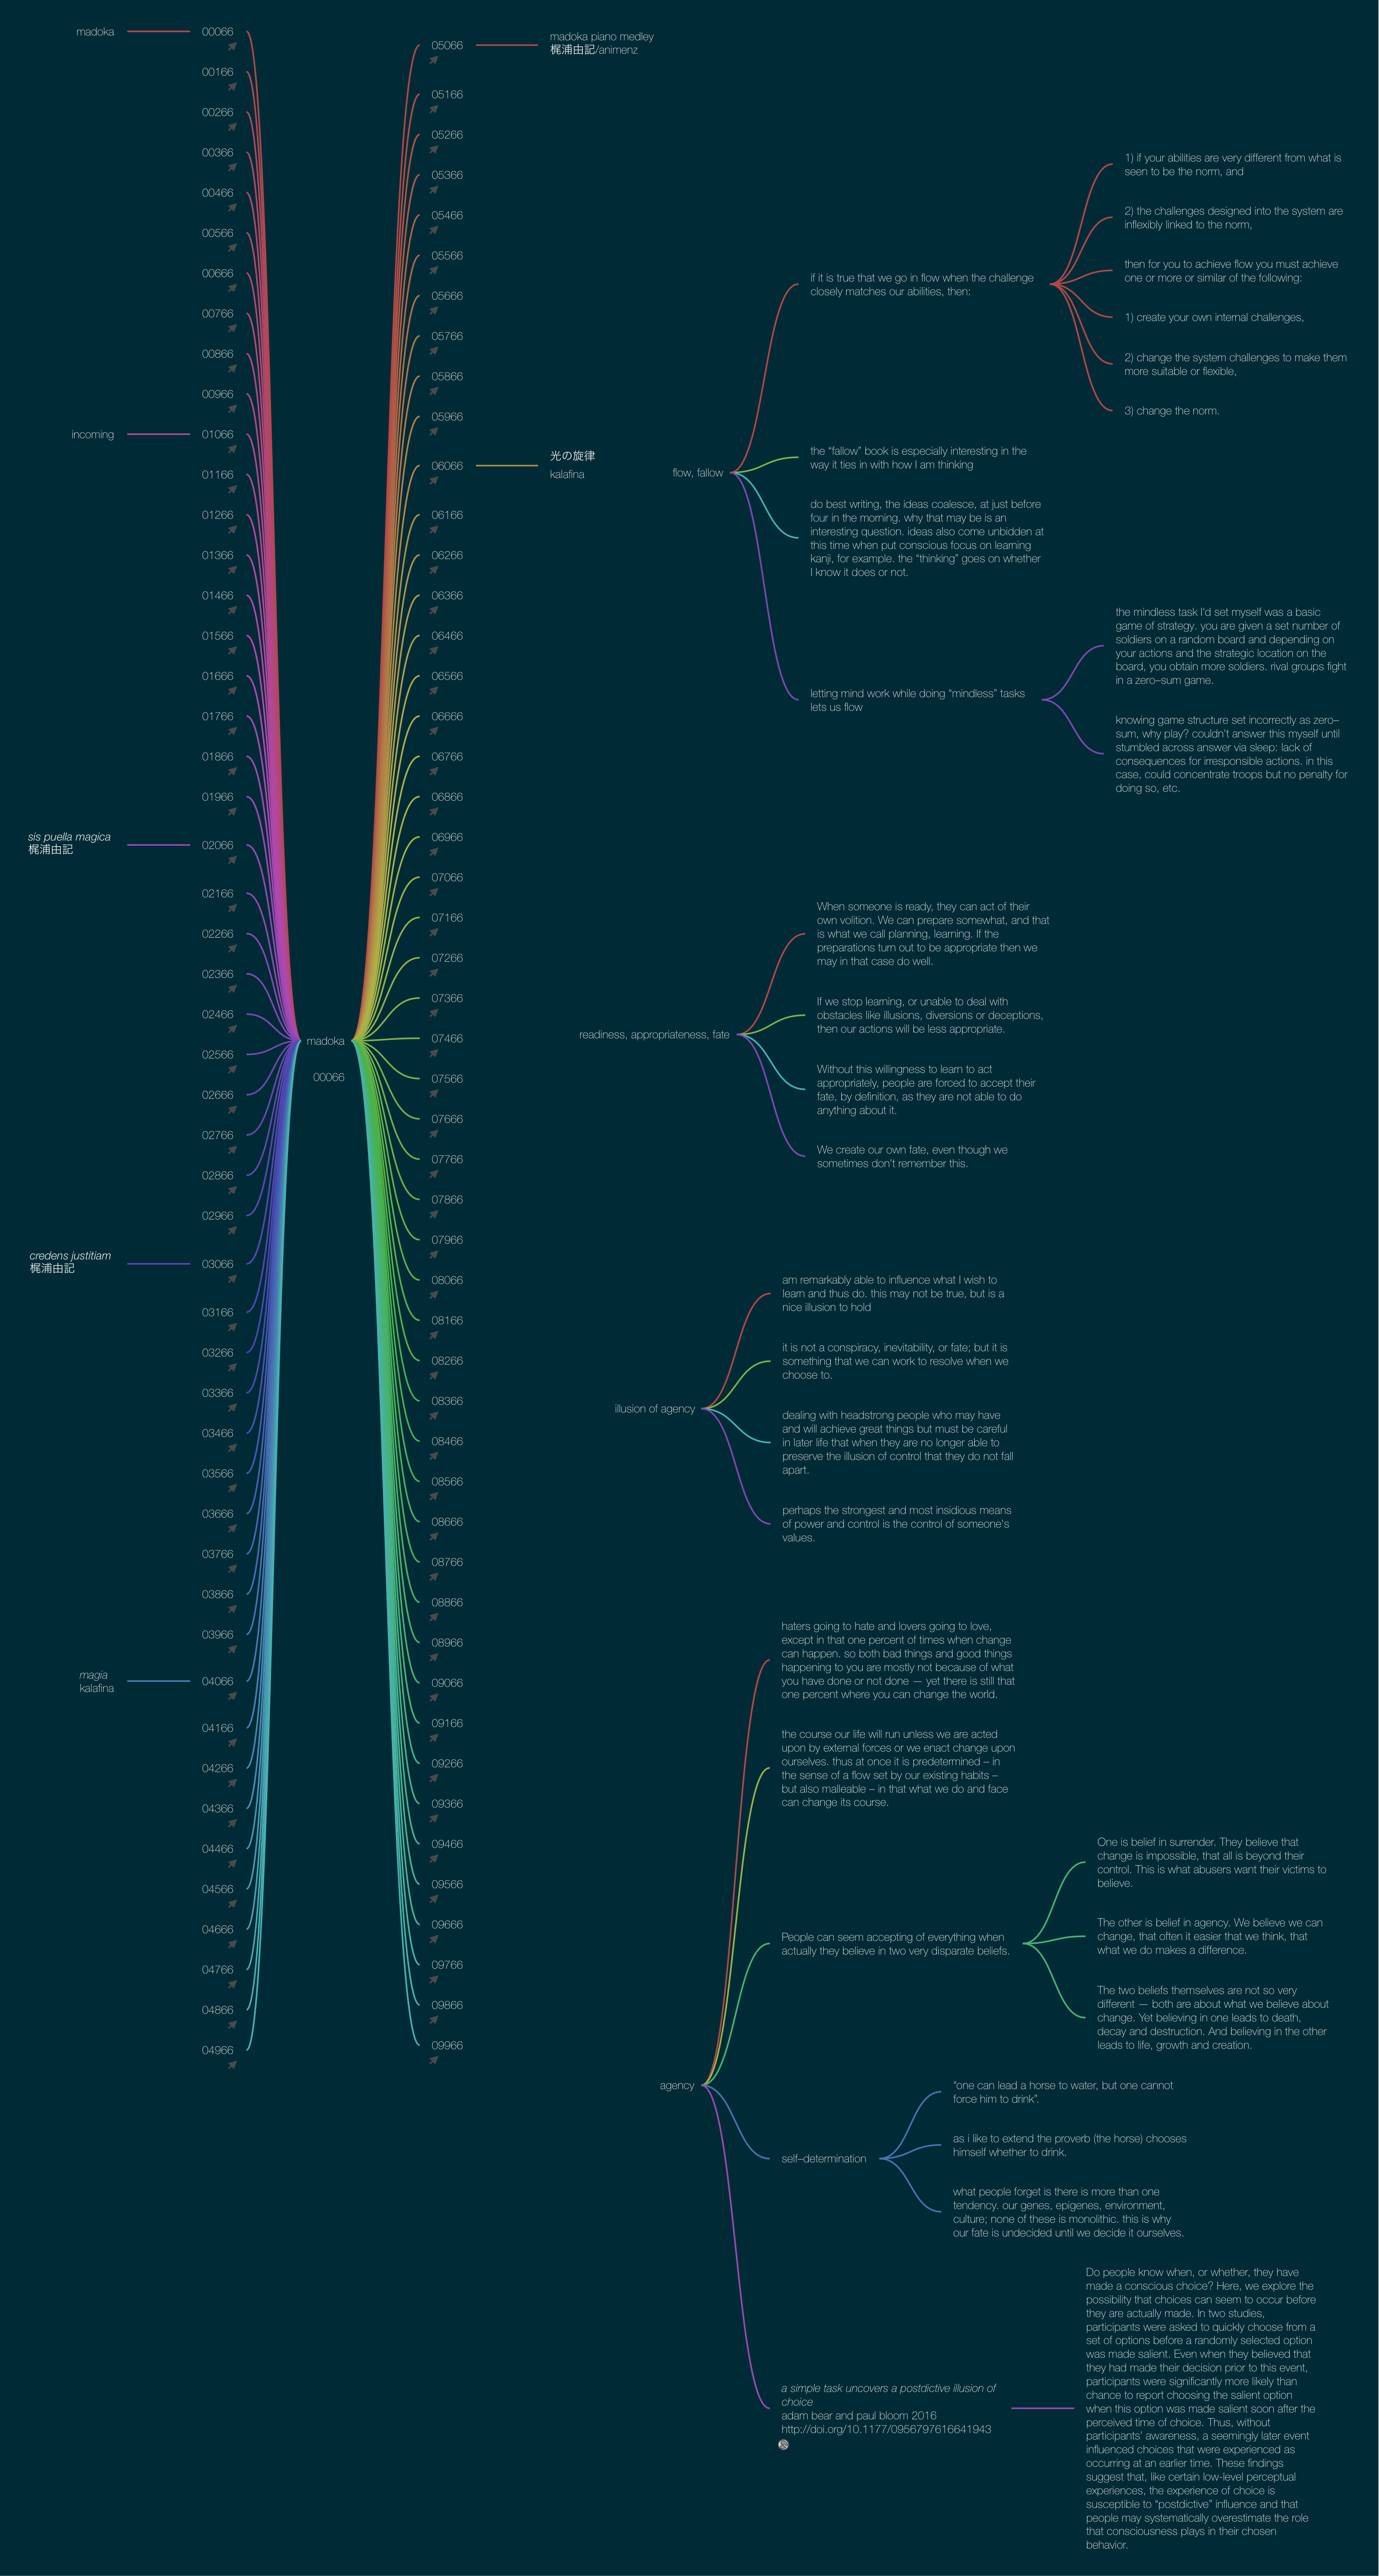 madoka
00066
00166
00266
00366
00466
00566
00666
00766
00866
00966
incoming
01066
01166
01266
01366
01466
01566
01666
01766
01866
01966
sis puella magica
梶浦由記
02066
02166
02266
02366
02466
02566
02666
02766
02866
02966
credens justitiam
梶浦由記
03066
03166
03266
03366
03466
03566
03666
03766
03866
03966
magia
kalafina
04066
04166
04266
04366
04466
04566
04666
04766
04866
04966
madoka
00066
05066
madoka piano medley
梶浦由記/animenz
05166
05266
05366
05466
05566
05666
05766
05866
05966
06066
光の旋律
kalafina
06166
06266
06366
06466
06566
06666
06766
06866
06966
07066
07166
07266
07366
07466
07566
07666
07766
07866
07966
08066
08166
08266
08366
08466
08566
08666
08766
08866
08966
09066
09166
09266
09366
09466
09566
09666
09766
09866
09966
flow, fallow
if it is true that we go in flow when the challenge
closely matches our abilities, then:
1) if your abilities are very different from what is
seen to be the norm, and
2) the challenges designed into the system are
inflexibly linked to the norm,
then for you to achieve flow you must achieve
one or more or similar of the following:
1) create your own internal challenges,
2) change the system challenges to make them
more suitable or flexible,
3) change the norm.
the “fallow” book is especially interesting in the
way it ties in with how I am thinking
do best writing, the ideas coalesce, at just before
four in the morning. why that may be is an
interesting question. ideas also come unbidden at
this time when put conscious focus on learning
kanji, for example. the “thinking” goes on whether
I know it does or not.
letting mind work while doing “mindless” tasks
lets us flow
the mindless task I'd set myself was a basic
game of strategy. you are given a set number of
soldiers on a random board and depending on
your actions and the strategic location on the
board, you obtain more soldiers. rival groups fight
in a zero–sum game.
knowing game structure set incorrectly as zero–
sum, why play? couldn't answer this myself until
stumbled across answer via sleep: lack of
consequences for irresponsible actions. in this
case, could concentrate troops but no penalty for
doing so, etc.
readiness, appropriateness, fate
When someone is ready, they can act of their
own volition. We can prepare somewhat, and that
is what we call planning, learning. If the
preparations turn out to be appropriate then we
may in that case do well.
If we stop learning, or unable to deal with
obstacles like illusions, diversions or deceptions,
then our actions will be less appropriate.
Without this willingness to learn to act
appropriately, people are forced to accept their
fate, by definition, as they are not able to do
anything about it.
We create our own fate, even though we
sometimes don't remember this.
illusion of agency
am remarkably able to influence what I wish to
learn and thus do. this may not be true, but is a
nice illusion to hold
it is not a conspiracy, inevitability, or fate; but it is
something that we can work to resolve when we
choose to.
dealing with headstrong people who may have
and will achieve great things but must be careful
in later life that when they are no longer able to
preserve the illusion of control that they do not fall
apart.
perhaps the strongest and most insidious means
of power and control is the control of someone's
values.
agency
haters going to hate and lovers going to love,
except in that one percent of times when change
can happen. so both bad things and good things
happening to you are mostly not because of what
you have done or not done — yet there is still that
one percent where you can change the world.
the course our life will run unless we are acted
upon by external forces or we enact change upon
ourselves. thus at once it is predetermined – in
the sense of a flow set by our existing habits –
but also malleable – in that what we do and face
can change its course.
People can seem accepting of everything when
actually they believe in two very disparate beliefs.
One is belief in surrender. They believe that
change is impossible, that all is beyond their
control. This is what abusers want their victims to
believe.
The other is belief in agency. We believe we can
change, that often it easier that we think, that
what we do makes a difference.
The two beliefs themselves are not so very
different — both are about what we believe about
change. Yet believing in one leads to death,
decay and destruction. And believing in the other
leads to life, growth and creation.
self–determination
“one can lead a horse to water, but one cannot
force him to drink”.
as i like to extend the proverb (the horse) chooses
himself whether to drink.
what people forget is there is more than one
tendency. our genes, epigenes, environment,
culture; none of these is monolithic. this is why
our fate is undecided until we decide it ourselves.
a simple task uncovers a postdictive illusion of
choice
adam bear and paul bloom 2016
http://doi.org/10.1177/0956797616641943
Do people know when, or whether, they have
made a conscious choice? Here, we explore the
possibility that choices can seem to occur before
they are actually made. In two studies,
participants were asked to quickly choose from a
set of options before a randomly selected option
was made salient. Even when they believed that
they had made their decision prior to this event,
participants were significantly more likely than
chance to report choosing the salient option
when this option was made salient soon after the
perceived time of choice. Thus, without
participants' awareness, a seemingly later event
influenced choices that were experienced as
occurring at an earlier time. These findings
suggest that, like certain low-level perceptual
experiences, the experience of choice is
susceptible to “postdictive” influence and that
people may systematically overestimate the role
that consciousness plays in their chosen
behavior.